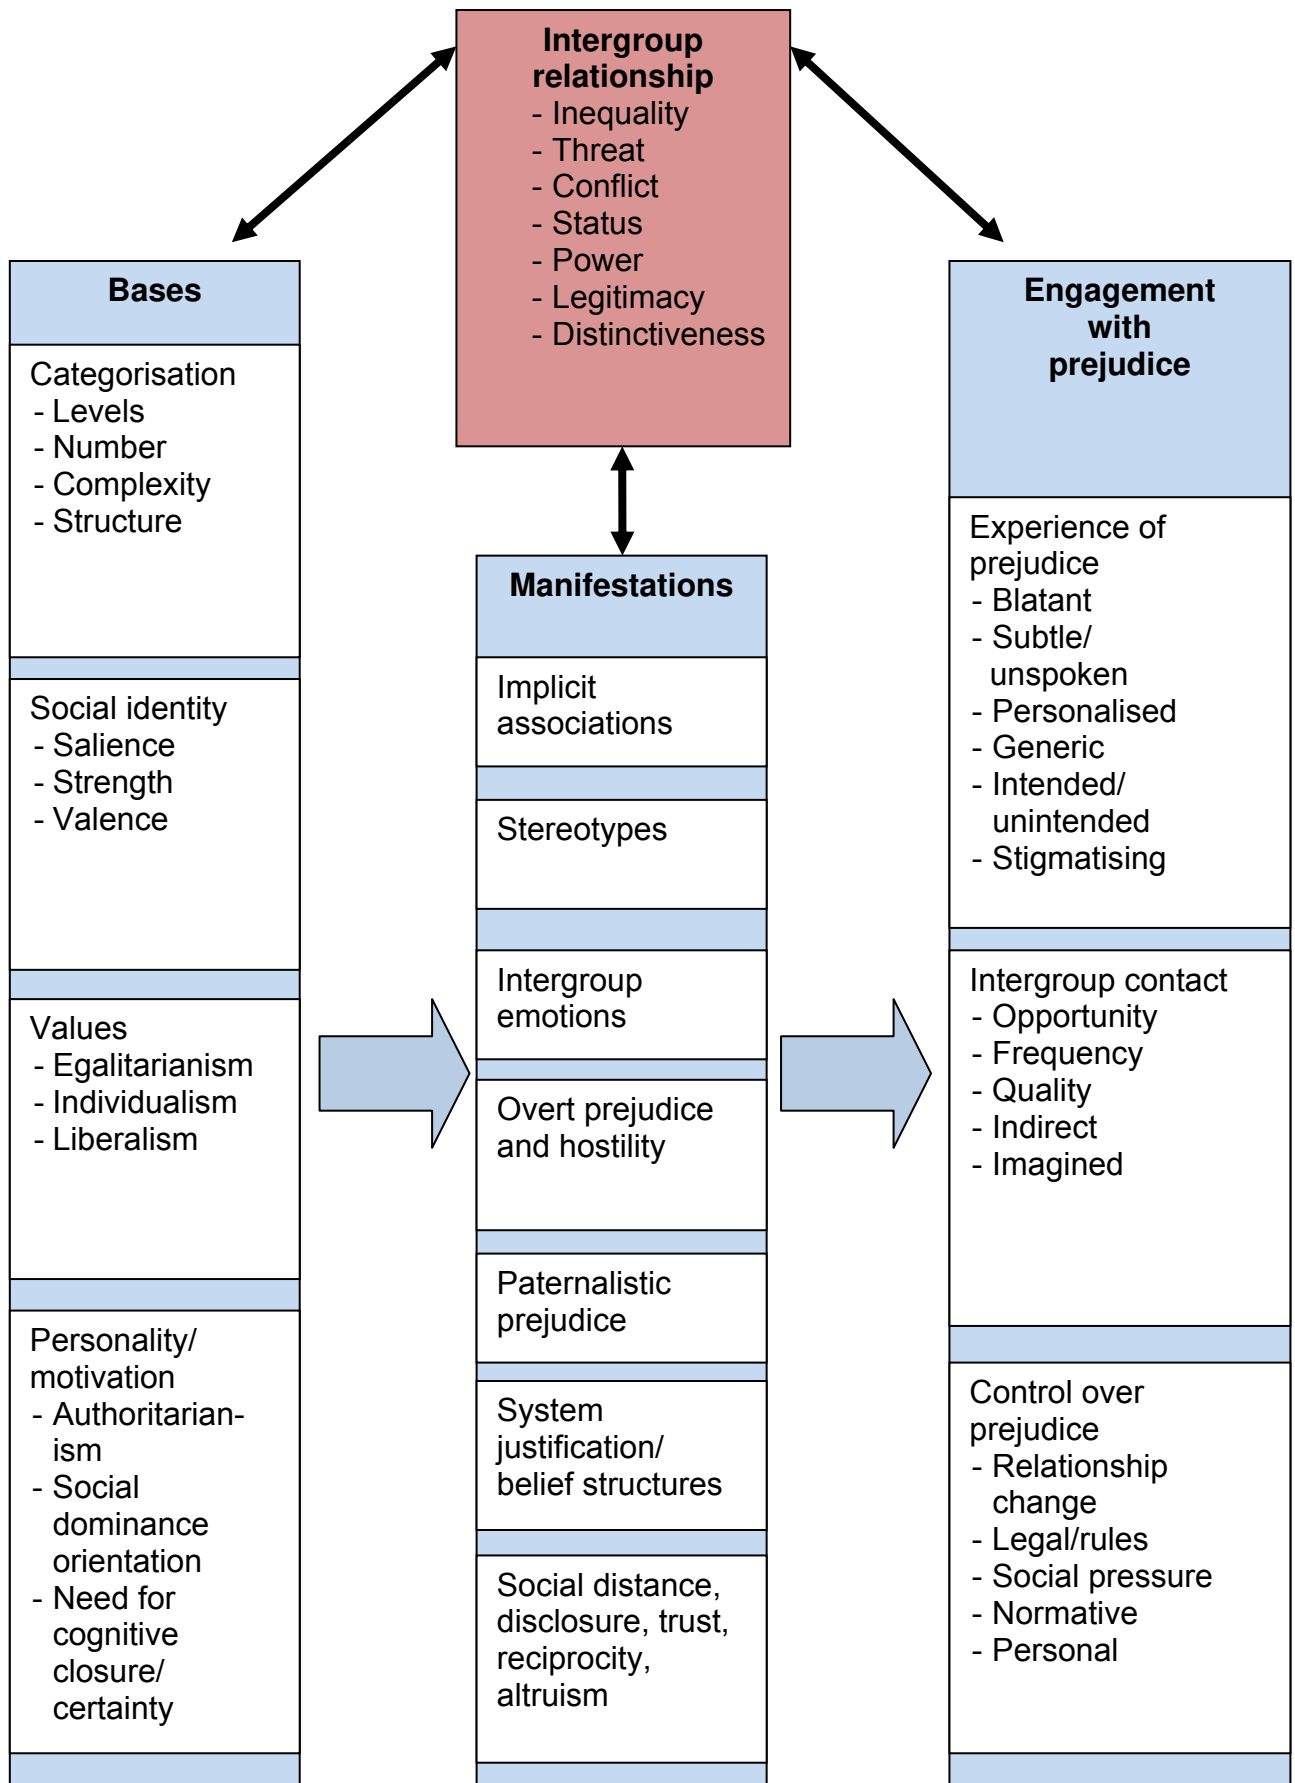 Intergroup
relationship
- Inequality
- Threat
- Conflict
- Status
- Power
- Legitimacy
- Distinctiveness
Bases
Categorisation
- Levels
- Number
- Complexity
- Structure
Social identity
- Salience
- Strength
- Valence
Values
- Egalitarianism
- Individualism
- Liberalism
Personality/
motivation
- Authoritarian-
ism
- Social
dominance
orientation
- Need for
cognitive
closure/
certainty
Manifestations
Implicit
associations
Stereotypes
Intergroup
emotions
Overt prejudice
and hostility
Paternalistic
prejudice
System
justification/
belief structures
Social distance,
disclosure, trust,
reciprocity,
altruism
Engagement
with
prejudice
Experience of
prejudice
- Blatant
- Subtle/
unspoken
- Personalised
- Generic
- Intended/
unintended
- Stigmatising
Intergroup contact
- Opportunity
- Frequency
- Quality
- Indirect
- Imagined
Control over
prejudice
- Relationship
change
- Legal/rules
- Social pressure
- Normative
- Personal